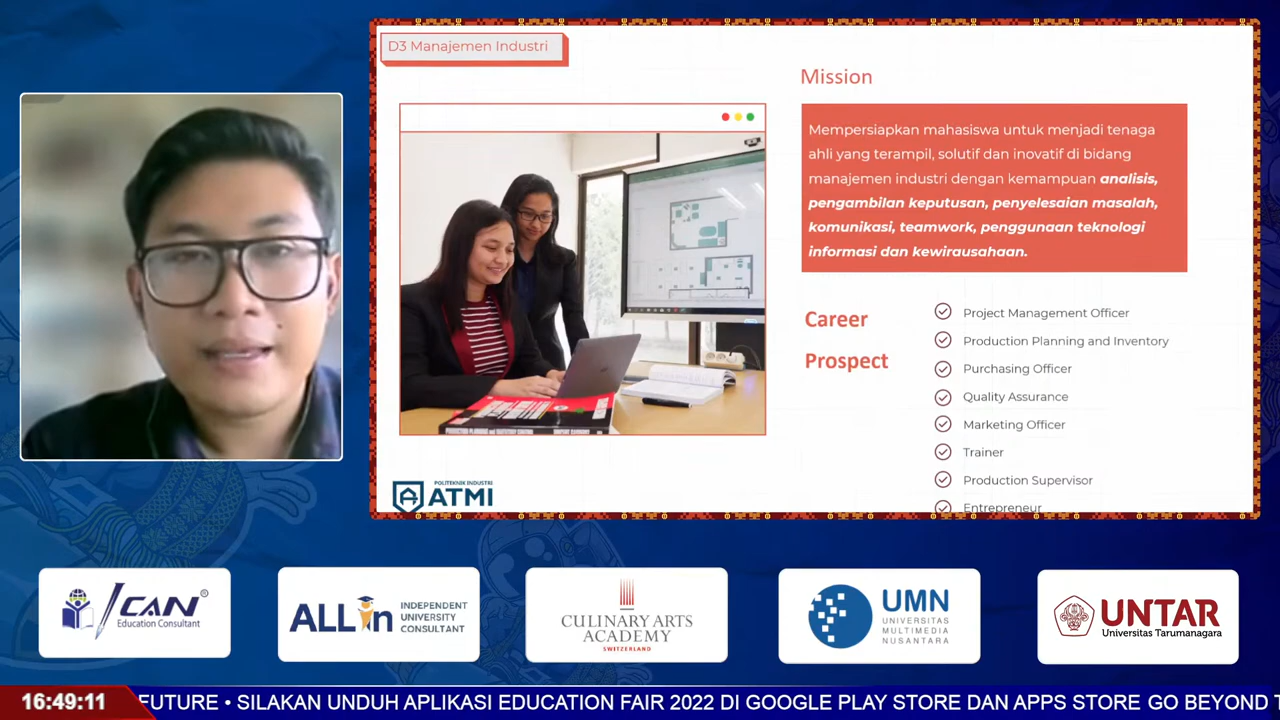 D3 Manajemen Industri
Mission
Mempersiapkan mahasiswa untuk menjadi tenaga
ahli yang terampil, solutif dan inovatif di bidang
manajemen industri dengan kemampuan analisis,
pengambilan keputusan, penyelesaian masalah,
komunikasi, teamwork, penggunaan teknologi
informasi dan kewirausahaan.
Career
Prospect
Project Management Officer
Production Planning and Inventory
Purchasing Officer
Quality Assurance
Marketing Officer
Trainer
Production Supervisor
Entrepreneur
POLITEKNIK INDUSTRI
ATMI
ICAN®
Education Consultant
ALLin
INDEPENDENT
UNIVERSITY
CONSULTANT
CULINARY ARTS
ACADEMY
SWITZERLAND
UMN
UNIVERSITAS
MULTIMEDIA
NUSANTARA
UNTAR
Universitas Tarumanagara
16:49:11
FUTURE • SILAKAN UNDUH APLIKASI EDUCATION FAIR 2022 DI GOOGLE PLAY STORE DAN APPS STORE GO BEYOND T